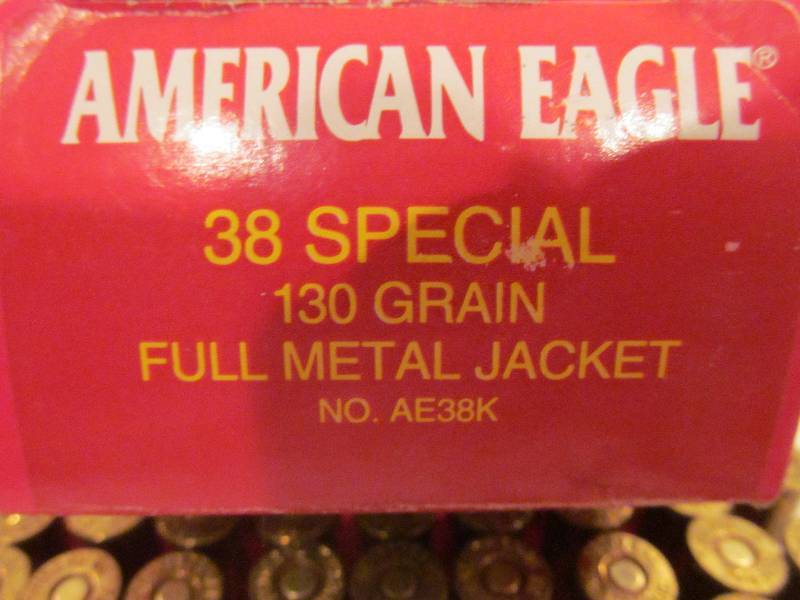 AMERICAN EAGLE®
38 SPECIAL
130 GRAIN
FULL METAL JACKET
NO. AE38K